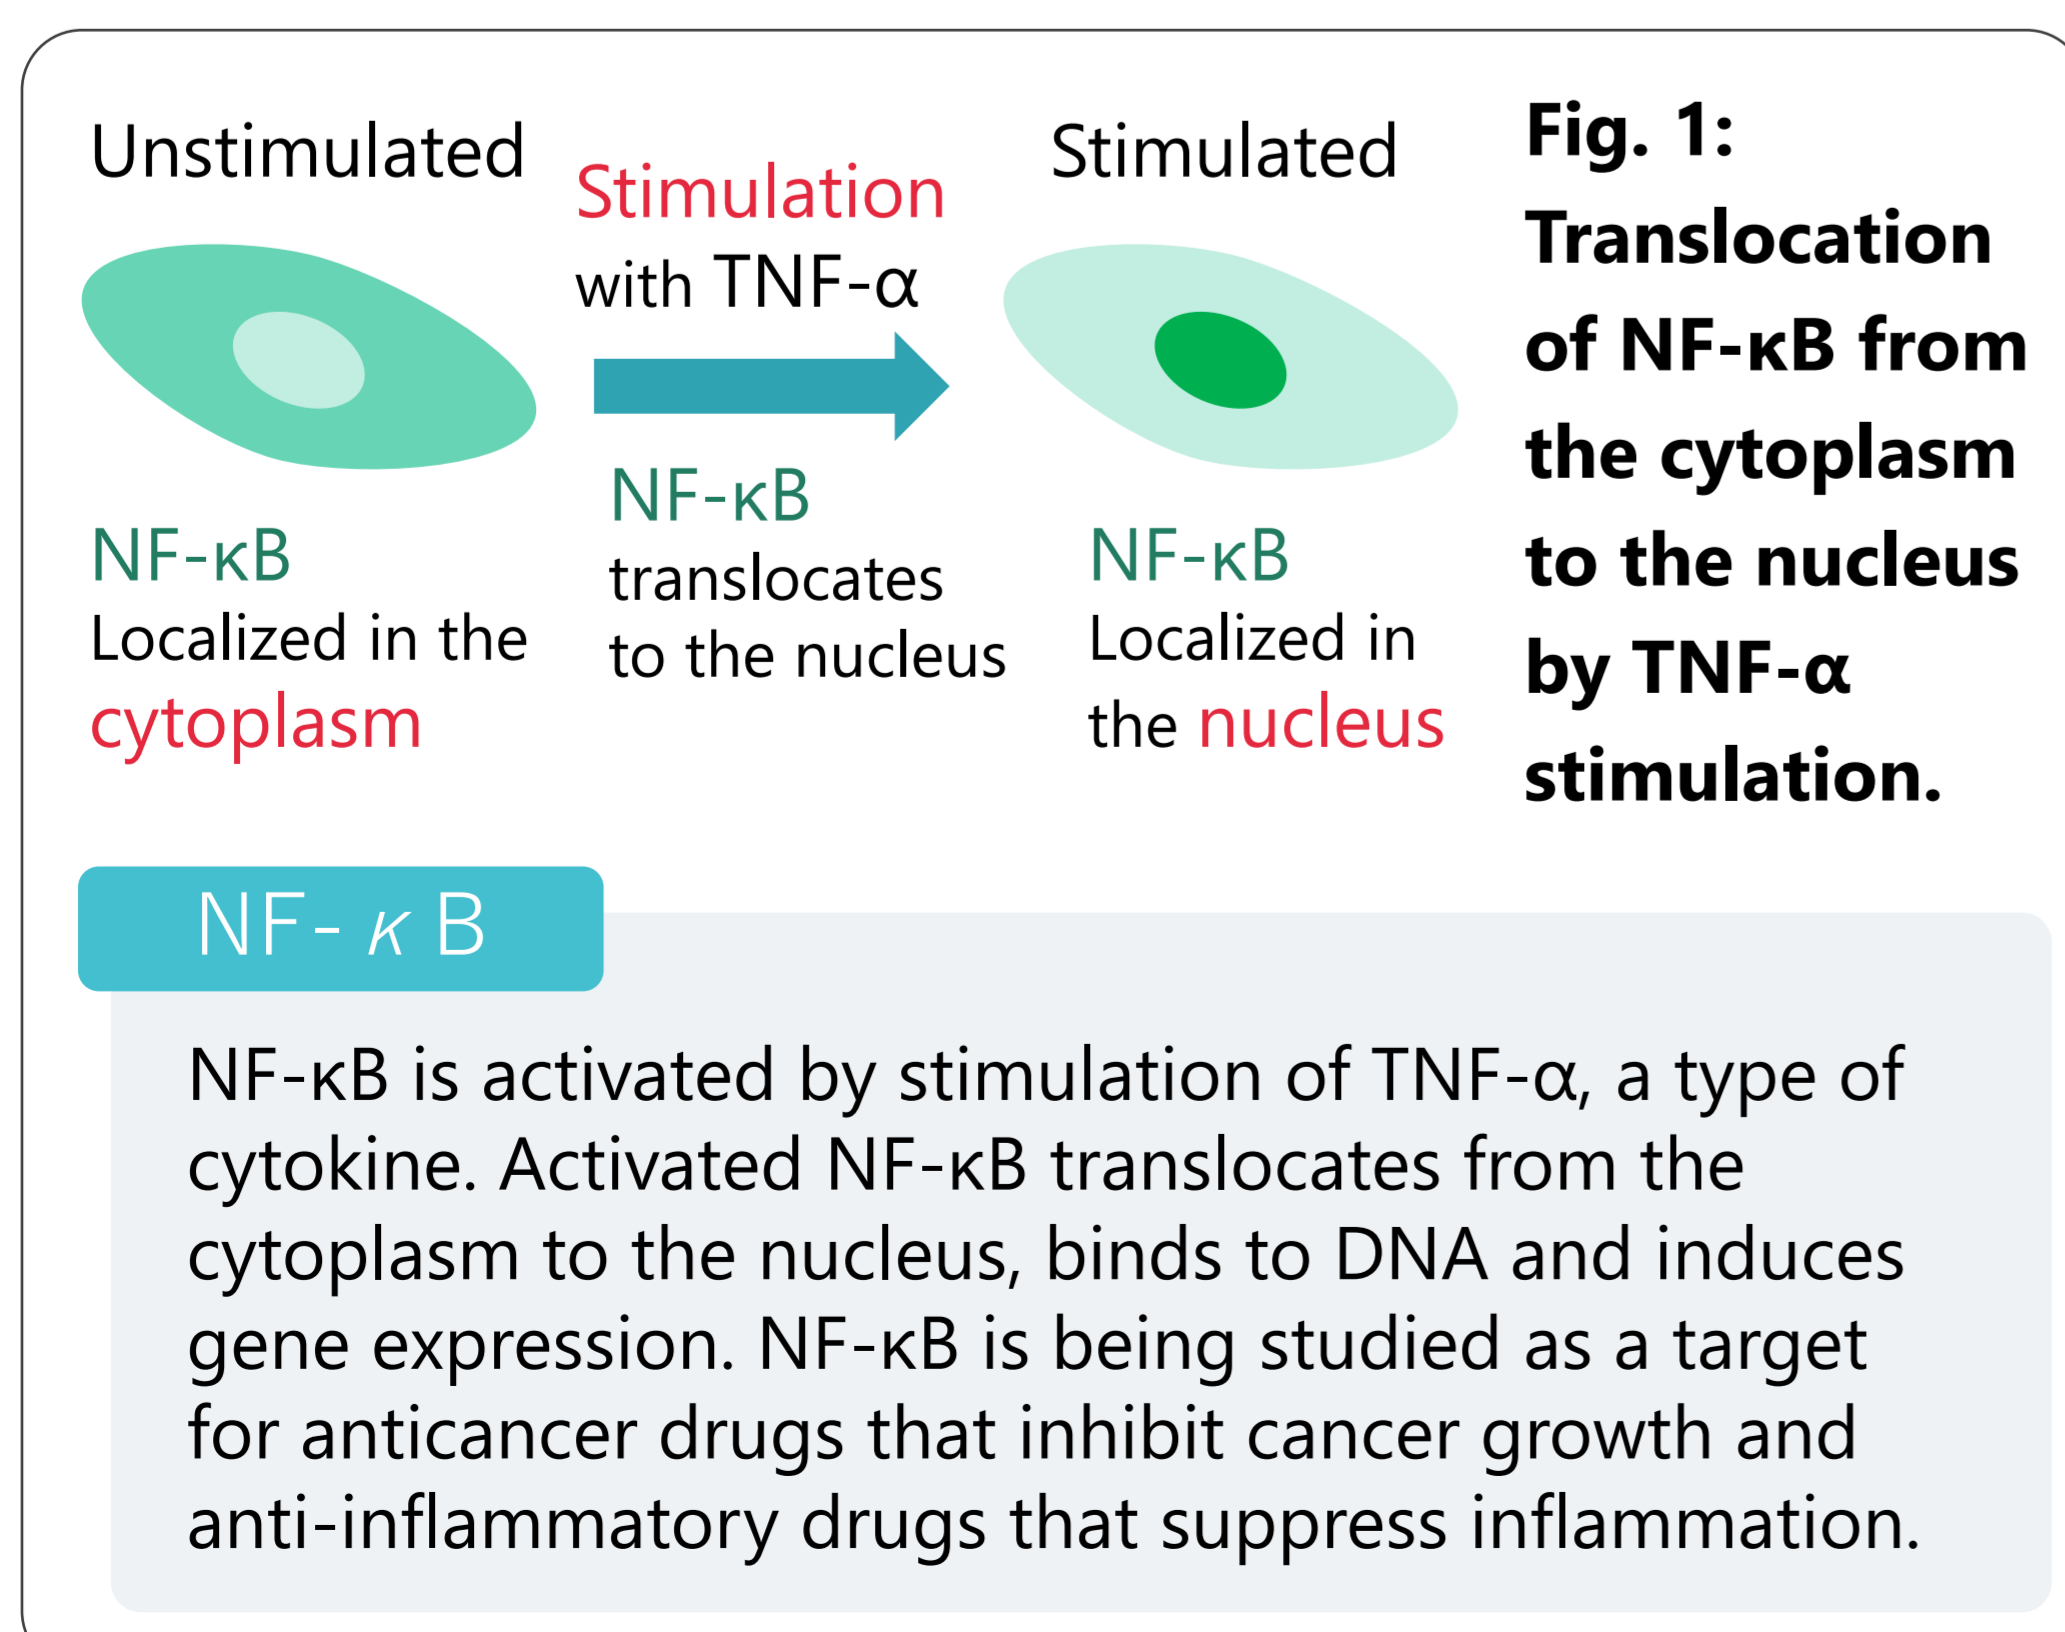 Unstimulated
Stimulation
with TNF-α
Stimulated
NF-κB
Localized in the
cytoplasm
NF-κB
translocates
to the nucleus
NF-κB
Localized in
the nucleus
Fig. 1:
Translocation
of NF-κB from
the cytoplasm
to the nucleus
by TNF-α
stimulation.
NF-κB
NF-κB is activated by stimulation of TNF-α, a type of
cytokine. Activated NF-κB translocates from the
cytoplasm to the nucleus, binds to DNA and induces
gene expression. NF-κB is being studied as a target
for anticancer drugs that inhibit cancer growth and
anti-inflammatory drugs that suppress inflammation.